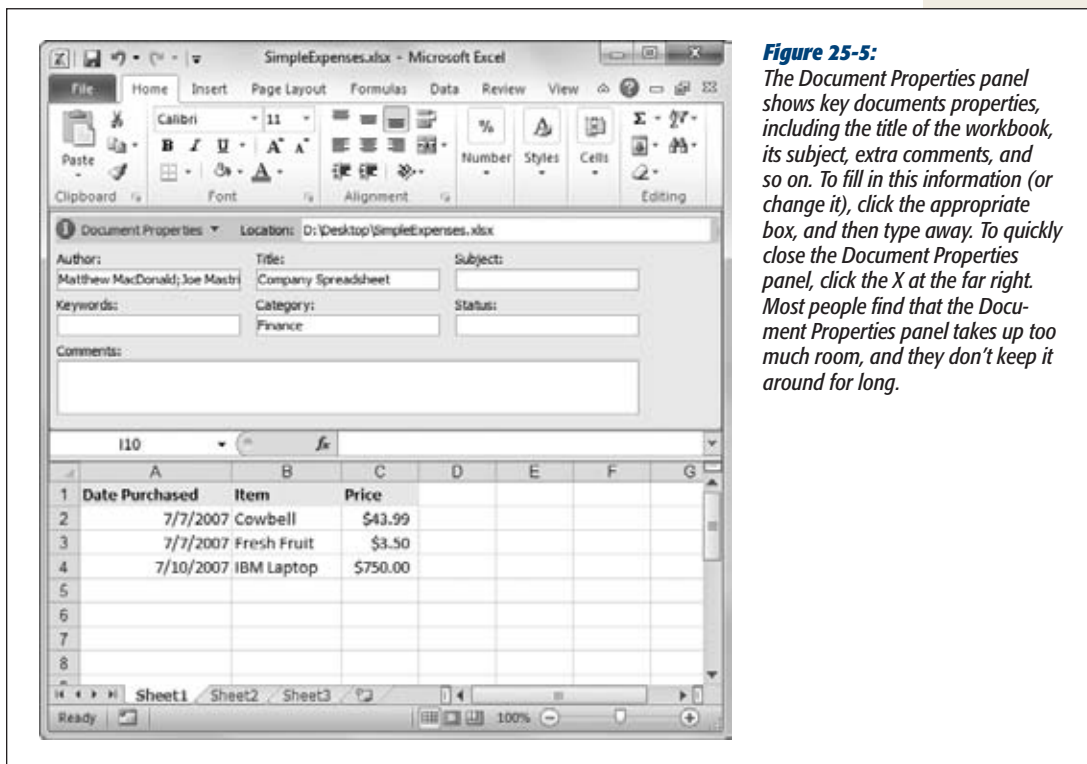 SimpleExpenses.xlsx - Microsoft Excel
File Home Insert Page Layout Formulas Data Review View
Calibri 11
Paste B I U A A A % A Number Styles Cells Σ
Clipboard Font Alignment Editing
Document Properties Location: D:\Desktop\SimpleExpenses.xlsx
Author: Title: Subject:
Matthew MacDonald; Joe Mastri Company Spreadsheet
Keywords: Category: Status:
Finance
Comments:
I10 fx
A B C D E F G
1 Date Purchased Item Price
2 7/7/2007 Cowbell $43.99
3 7/7/2007 Fresh Fruit $3.50
4 7/10/2007 IBM Laptop $750.00
5
6
7
8
Sheet1 Sheet2 Sheet3
Ready 100%
Figure 25-5:
The Document Properties panel
shows key documents properties,
including the title of the workbook,
its subject, extra comments, and
so on. To fill in this information (or
change it), click the appropriate
box, and then type away. To quickly
close the Document Properties
panel, click the X at the far right.
Most people find that the Docu-
ment Properties panel takes up too
much room, and they don't keep it
around for long.